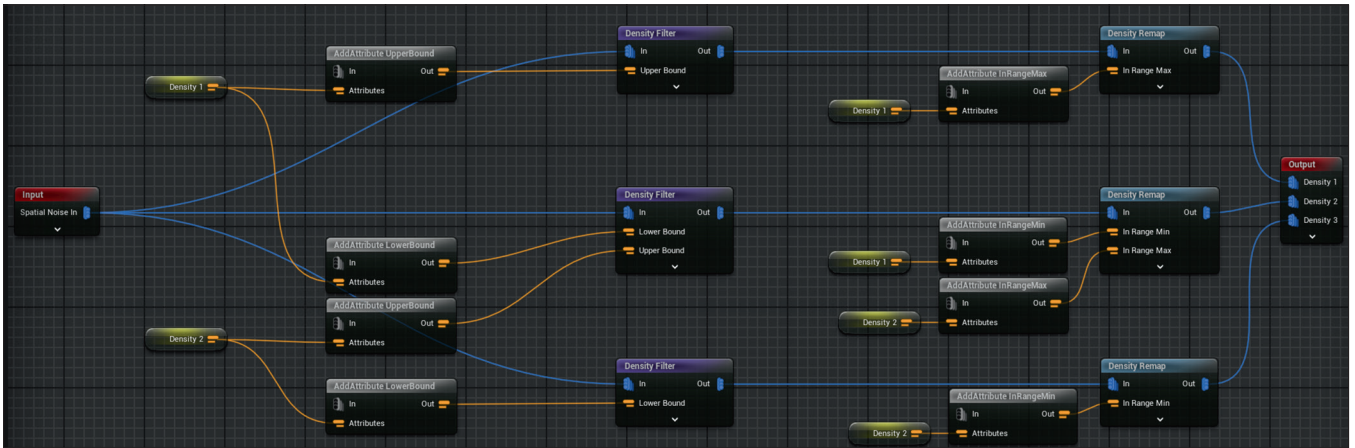 Density Filter
In Out
Upper Bound
Density Remap
In Out
In Range Max
AddAttribute UpperBound
In Out
Attributes
Density 1
AddAttribute InRangeMax
In Out
Attributes
Density 1
Output
Density 1
Density 2
Density 3
Input
Spatial Noise In
Density Filter
In Out
Lower Bound
Upper Bound
Density Remap
In Out
In Range Min
In Range Max
AddAttribute LowerBound
In Out
Attributes
AddAttribute InRangeMin
In Out
Attributes
Density 1
AddAttribute UpperBound
In Out
Attributes
Density 2
AddAttribute InRangeMax
In Out
Attributes
Density 2
AddAttribute LowerBound
In Out
Attributes
Density Filter
In Out
Lower Bound
Density Remap
In Out
In Range Min
AddAttribute InRangeMin
In Out
Attributes
Density 2